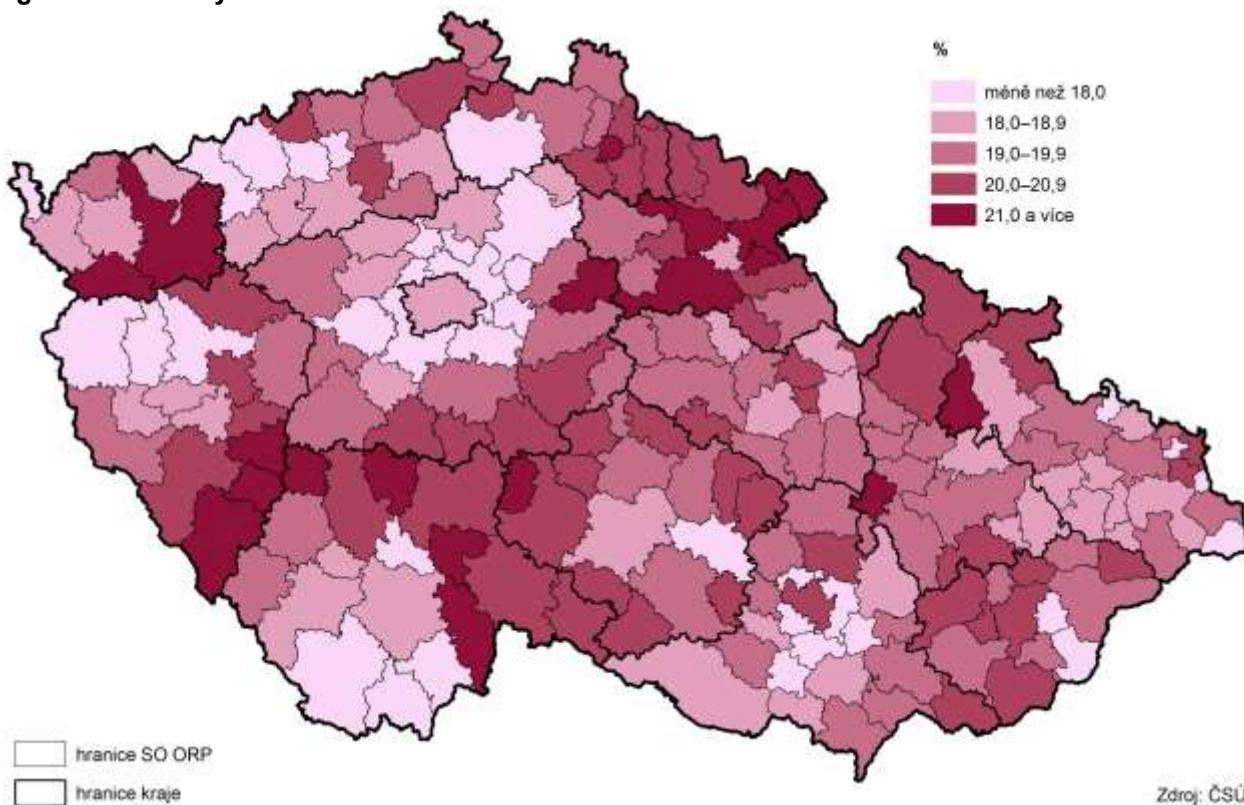 %
méně než 18,0
18,0–18,9
19,0–19,9
20,0–20,9
21,0 a více
hranice SO ORP
hranice kraje
Zdroj: ČSÚ